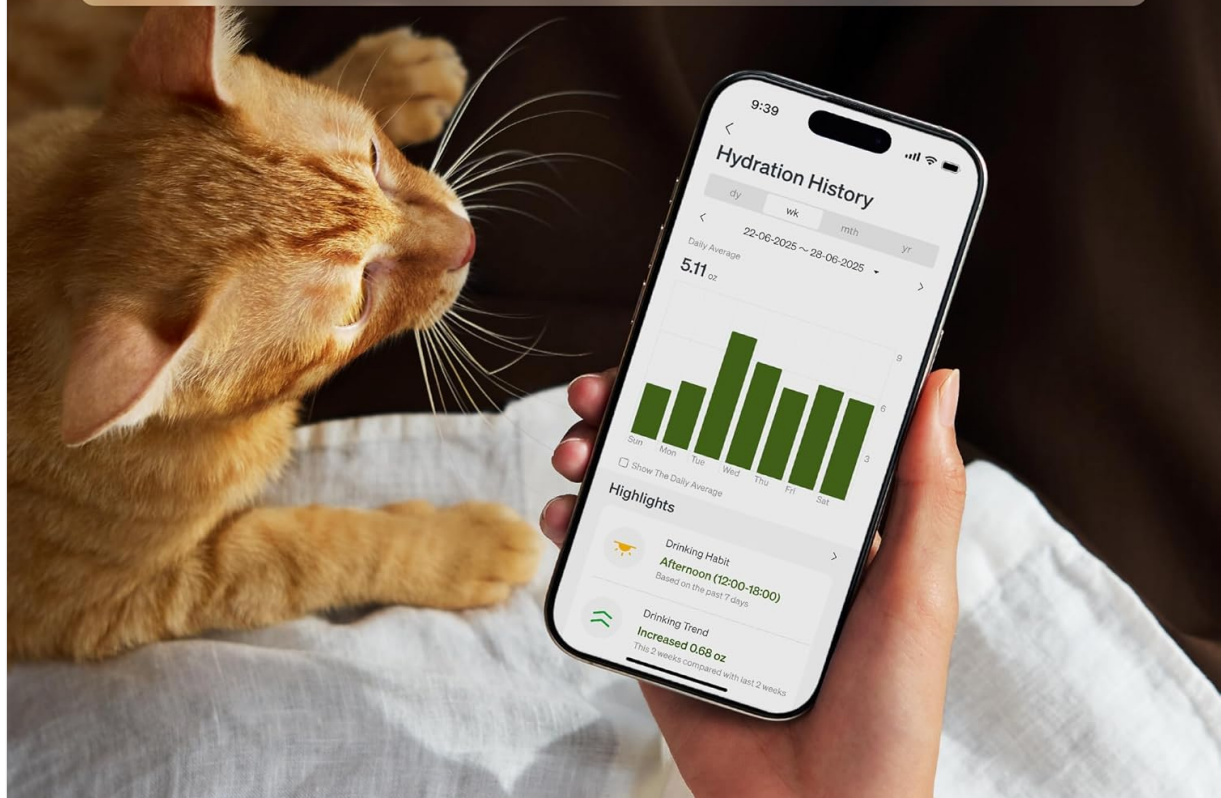 9:39
Hydration History
dy wk mth yr
22-06-2025 ~ 28-06-2025
Daily Average
5.11 oz
9
6
3
Sun Mon Tue Wed Thu Fri Sat
Show The Daily Average
Highlights
Drinking Habit
Afternoon (12:00-18:00)
Based on the past 7 days
Drinking Trend
Increased 0.68 oz
This 2 weeks compared with last 2 weeks